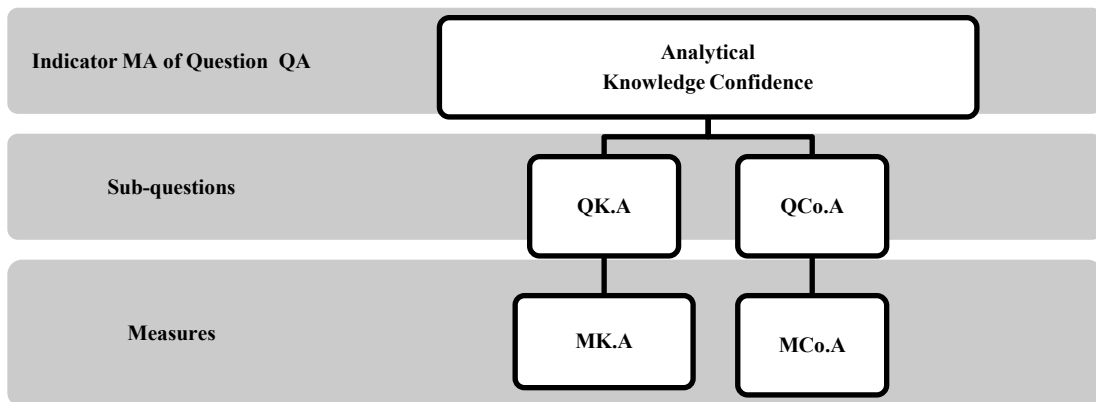 Indicator MA of Question QA
Analytical
Knowledge Confidence
Sub-questions
QK.A
QCo.A
Measures
MK.A
MCo.A